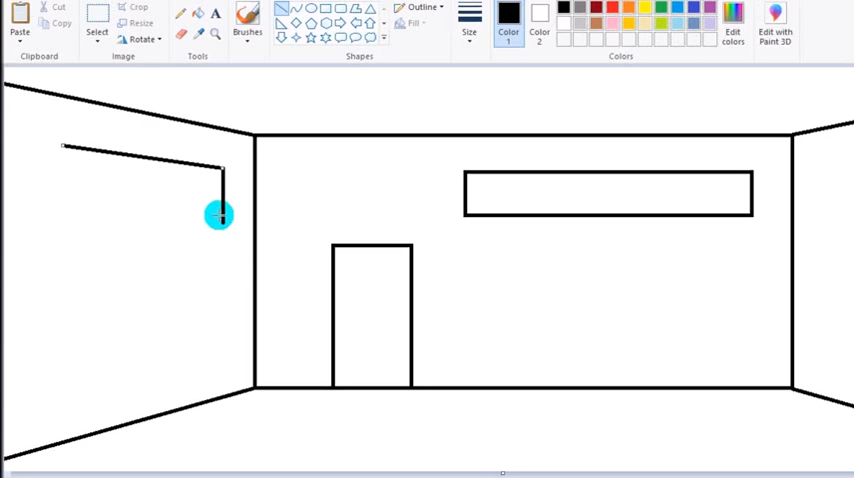 Cut
Copy
Paste
Clipboard
Crop
Resize
Rotate
Select
Image
A
Tools
Brushes
Outline
Fill
Shapes
Size
Color
1
Color
2
Edit
colors
Colors
Edit with
Paint 3D